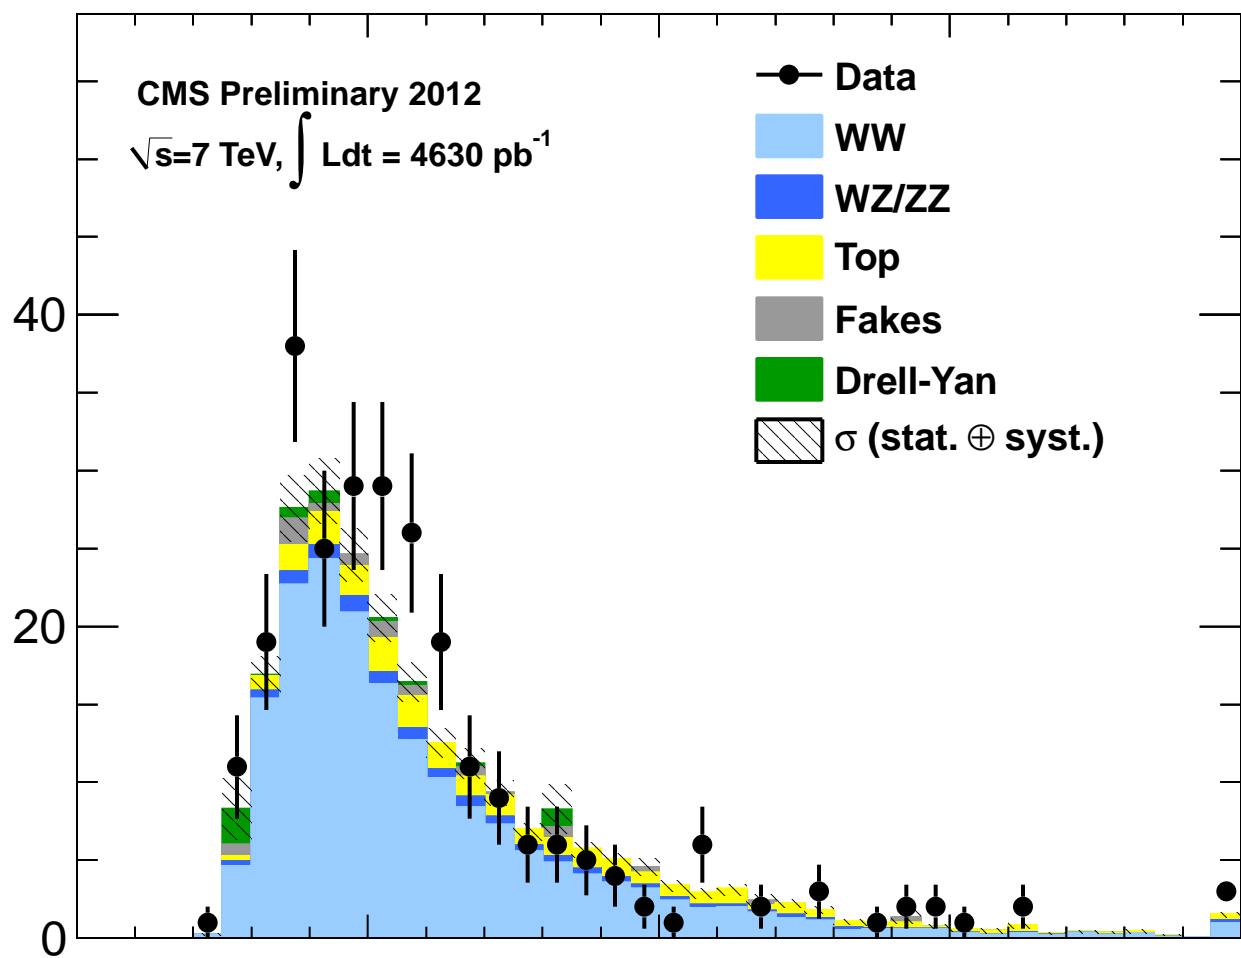 CMS Preliminary 2012
√s=7 TeV, ∫ Ldt = 4630 pb⁻¹
Data
WW
WZ/ZZ
Top
Fakes
Drell-Yan
σ (stat. ⊕ syst.)
40
20
0